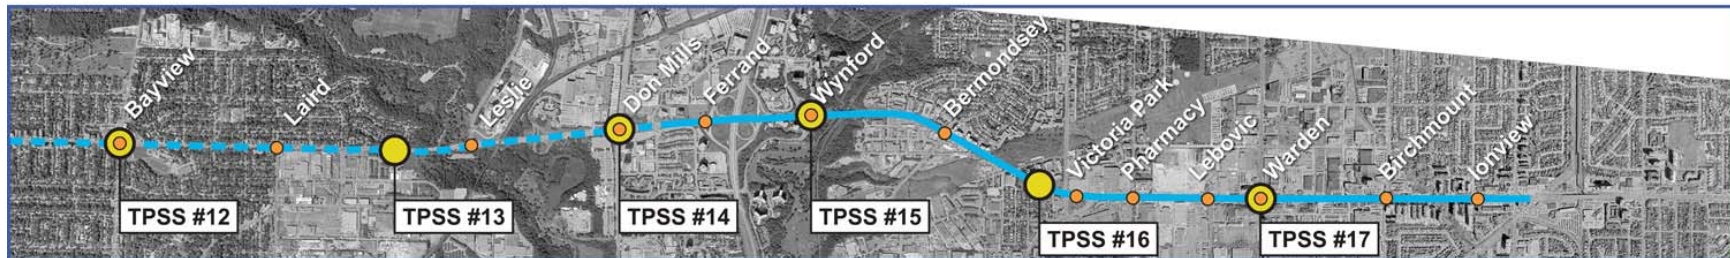 Bayview
Laird
Leslie
Don Mills
Ferrand
Wynford
Bermondsey
Victoria Park
Pharmacy
Lebovic
Warden
Birchmount
Ionview
TPSS #12
TPSS #13
TPSS #14
TPSS #15
TPSS #16
TPSS #17